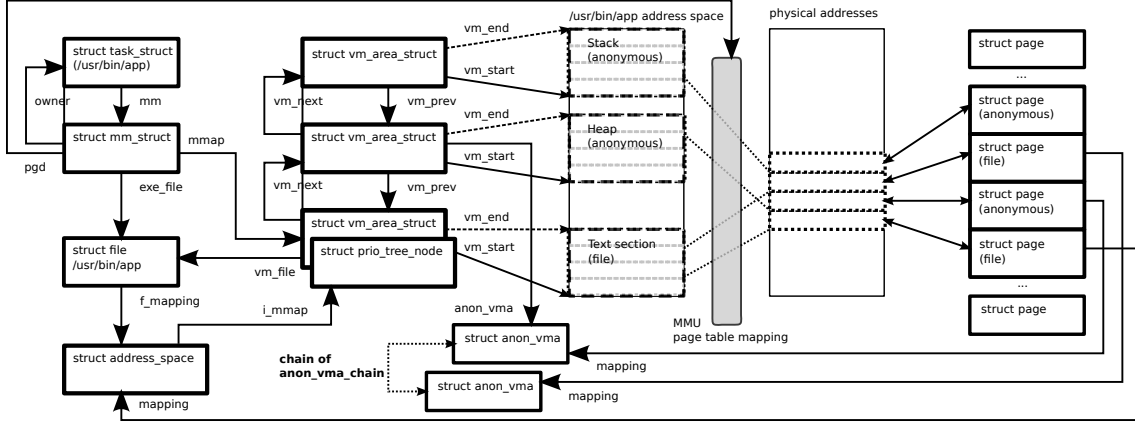 /usr/bin/app address space
physical addresses
struct task_struct
(/usr/bin/app)
owner
mm
struct mm_struct
pgd
mmap
exe_file
struct file
/usr/bin/app
f_mapping
struct address_space
mapping
i_mmap
vm_file
struct vm_area_struct
vm_next
vm_prev
struct vm_area_struct
vm_next
vm_prev
struct vm_area_struct
struct prio_tree_node
vm_end
vm_start
vm_end
vm_start
vm_end
vm_start
Stack
(anonymous)
Heap
(anonymous)
Text section
(file)
anon_vma
struct anon_vma
mapping
chain of
anon_vma_chain
struct anon_vma
mapping
MMU
page table mapping
struct page
...
struct page
(anonymous)
struct page
(file)
struct page
(anonymous)
struct page
(file)
...
struct page